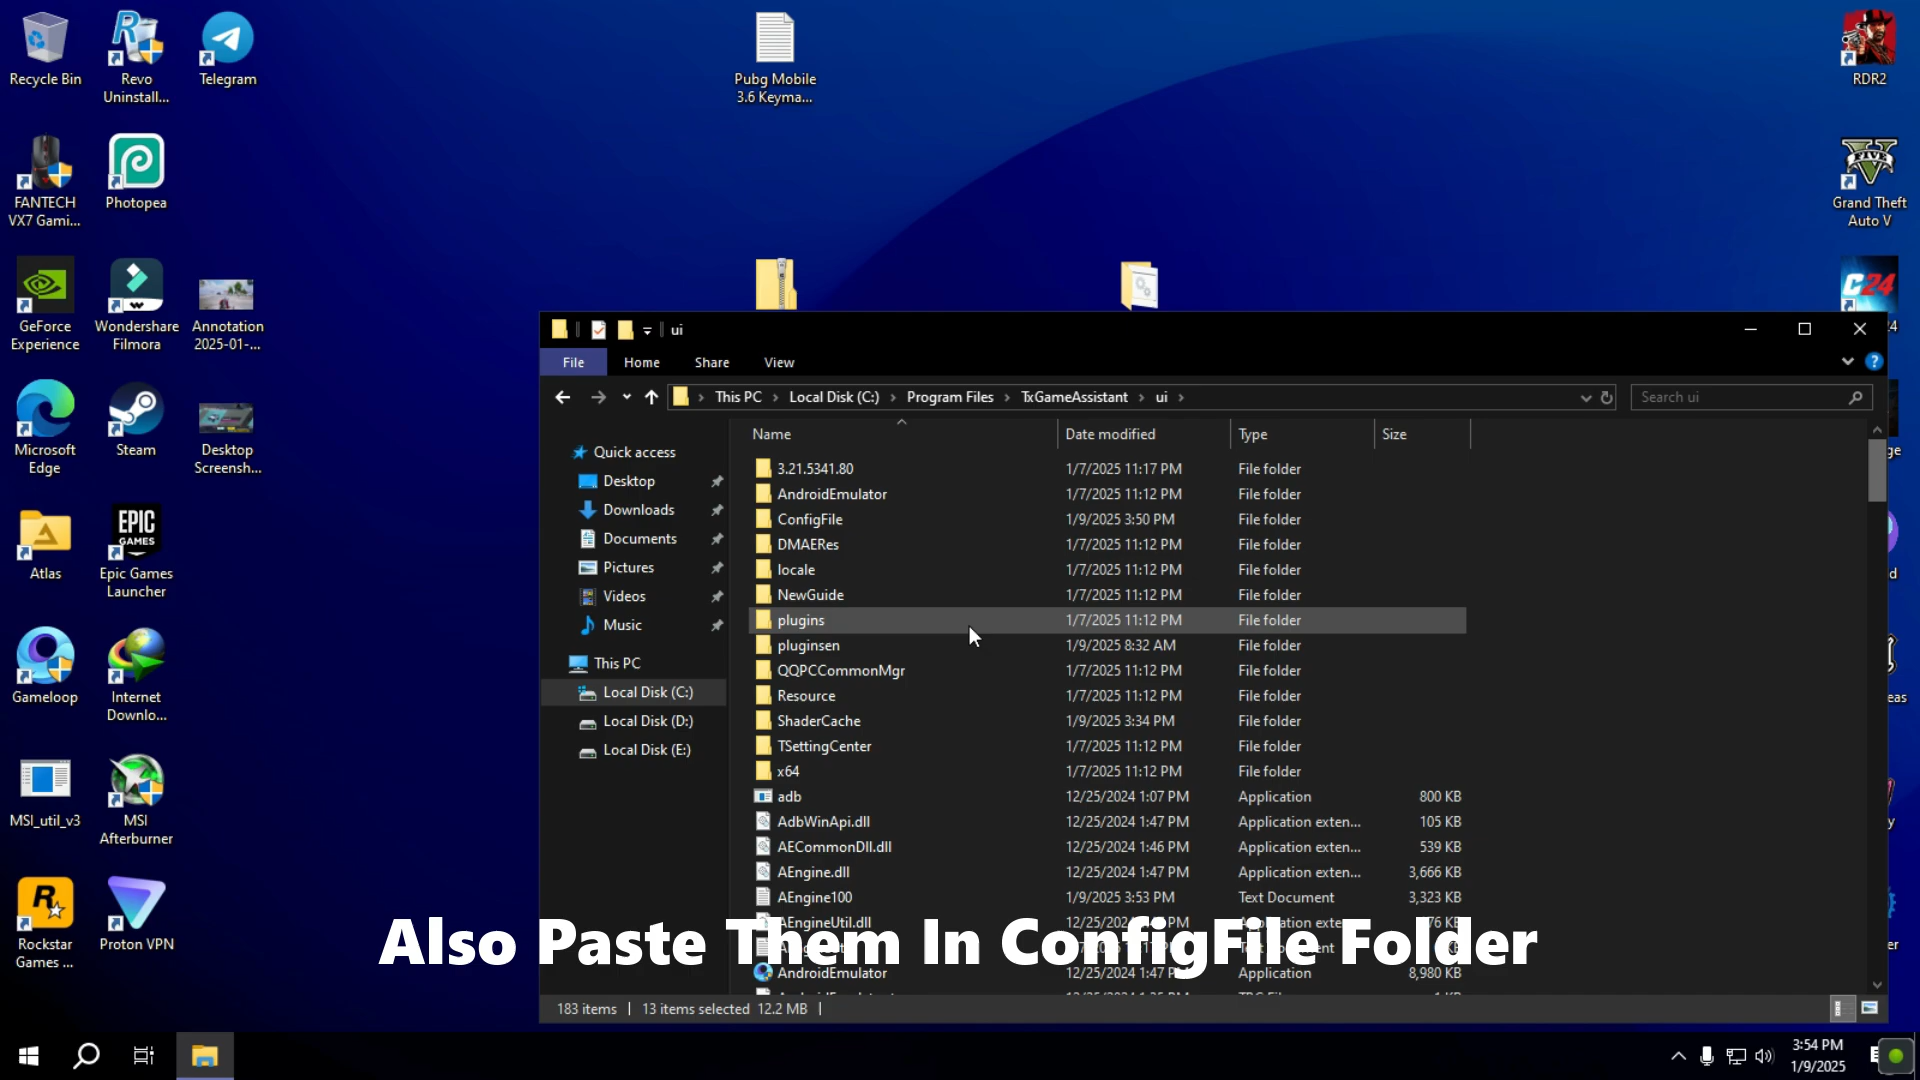 Recycle Bin
Revo
Uninstall...
Telegram
Pubg Mobile
3.6 Keyma...
RDR2
FANTECH
VX7 Gami...
Photopea
Grand Theft
Auto V
GeForce
Experience
Wondershare
Filmora
Annotation
2025-01-...
Microsoft
Edge
Steam
Desktop
Screensh...
Atlas
EPIC
GAMES
Epic Games
Launcher
Gameloop
Internet
Downlo...
MSI_util_v3
MSI
Afterburner
Rockstar
Games ...
Proton VPN
ui
File Home Share View
This PC Local Disk (C:) Program Files TxGameAssistant ui
Search ui
Quick access
Desktop
Downloads
Documents
Pictures
Videos
Music
This PC
Local Disk (C:)
Local Disk (D:)
Local Disk (E:)
Name Date modified Type Size
3.21.5341.80 1/7/2025 11:17 PM File folder
AndroidEmulator 1/7/2025 11:12 PM File folder
ConfigFile 1/9/2025 3:50 PM File folder
DMAERes 1/7/2025 11:12 PM File folder
locale 1/7/2025 11:12 PM File folder
NewGuide 1/7/2025 11:12 PM File folder
plugins 1/7/2025 11:12 PM File folder
pluginsen 1/9/2025 8:32 AM File folder
QQPCCommonMgr 1/7/2025 11:12 PM File folder
Resource 1/7/2025 11:12 PM File folder
ShaderCache 1/9/2025 3:34 PM File folder
TSettingCenter 1/7/2025 11:12 PM File folder
x64 1/7/2025 11:12 PM File folder
adb 12/25/2024 1:07 PM Application 800 KB
AdbWinApi.dll 12/25/2024 1:47 PM Application exten... 105 KB
AECommonDll.dll 12/25/2024 1:46 PM Application exten... 539 KB
AEngine.dll 12/25/2024 1:47 PM Application exten... 3,666 KB
AEngine100 1/9/2025 3:53 PM Text Document 3,323 KB
AEngineUtil.dll
Also Paste Them In ConfigFile Folder
AndroidEmulator 12/25/2024 1:47 PM Application 8,980 KB
183 items 13 items selected 12.2 MB
3:54 PM
1/9/2025